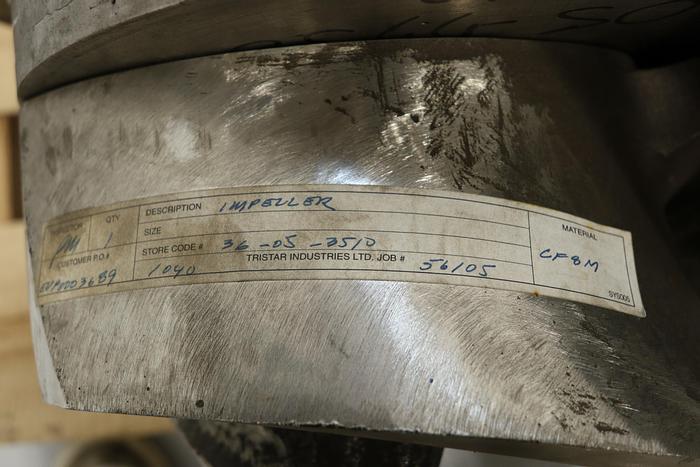 DESCRIPTION IMPELLER
QTY 1
SIZE
STORE CODE # 36-05-3510
1040
CUSTOMER P.O.#
TRISTAR INDUSTRIES LTD. JOB # 56105
MATERIAL
CF8M
SYS005